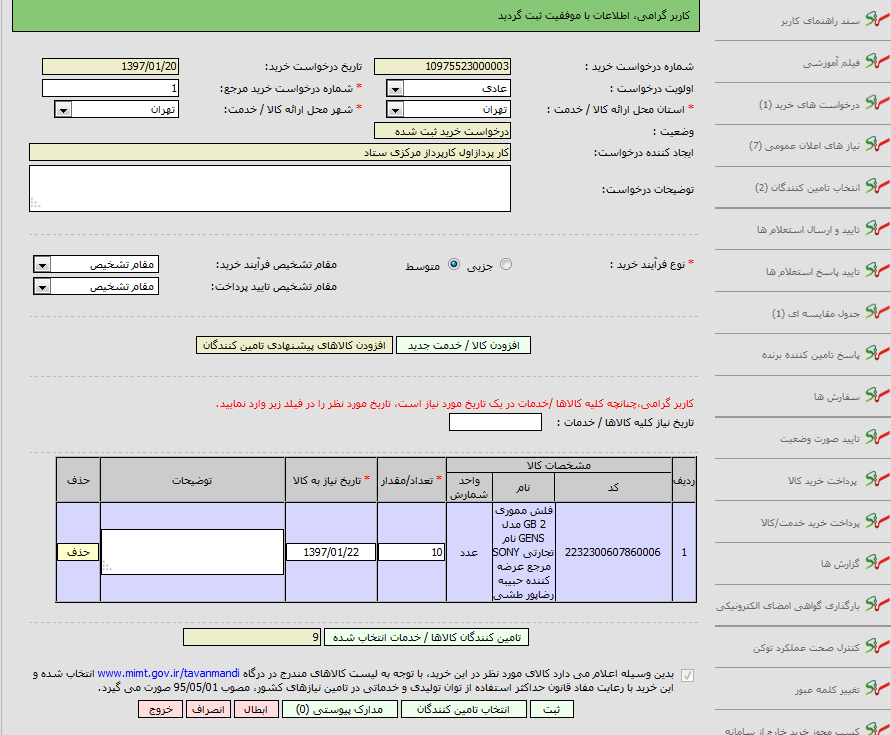 کاربر گرامی، اطلاعات با موفقیت ثبت گردید
سند راهنمای کاربر
فیلم آموزشی
درخواست های خرید (1)
نیاز های اعلان عمومی (7)
انتخاب تامین کنندگان (2)
تایید و ارسال استعلام ها
تایید پاسخ استعلام ها
جدول مقایسه ای (1)
پاسخ تامین کننده برنده
سفارش ها
تایید صورت وضعیت
پرداخت خرید کالا
پرداخت خرید خدمت/کالا
گزارش ها
بارگذاری گواهی امضای الکترونیکی
کنترل صحت عملکرد توکن
تغییر کلمه عبور
کسب مجوز خرید خارج از سامانه
شماره درخواست خرید : 10975523000003 تاریخ درخواست خرید: 1397/01/20
اولویت درخواست : عادی * شماره درخواست خرید مرجع: 1
* استان محل ارائه کالا / خدمت : تهران * شهر محل ارائه کالا / خدمت: تهران
وضعیت : درخواست خرید ثبت شده
ایجاد کننده درخواست: کار پردازاول کارپرداز مرکزی ستاد
توضیحات درخواست:
* نوع فرآیند خرید : جزیی متوسط مقام تشخیص فرآیند خرید: مقام تشخیص
مقام تشخیص تایید پرداخت: مقام تشخیص
افزودن کالا / خدمت جدید افزودن کالاهای پیشنهادی تامین کنندگان
کاربر گرامی،چنانچه کلیه کالاها /خدمات در یک تاریخ مورد نیاز است، تاریخ مورد نظر را در فیلد زیر وارد نمایید.
تاریخ نیاز کلیه کالاها / خدمات :
ردیف مشخصات کالا * تعداد/مقدار * تاریخ نیاز به کالا توضیحات حذف
کد نام واحد شمارش
1 2232300607860006
فلش مموری
2 GB مدل
GENS نام
تجارتی SONY
مرجع عرضه
کننده حبیبه
رضاپور طشی
عدد 10 1397/01/22 حذف
تامین کنندگان کالاها / خدمات انتخاب شده 9
بدین وسیله اعلام می دارد کالای مورد نظر در این خرید، با توجه به لیست کالاهای مندرج در درگاه www.mimt.gov.ir/tavanmandi انتخاب شده و
این خرید با رعایت مفاد قانون حداکثر استفاده از توان تولیدی و خدماتی در تامین نیازهای کشور، مصوب 95/05/01 صورت می گیرد.
ثبت انتخاب تامین کنندگان مدارک پیوستی (0) ابطال انصراف خروج